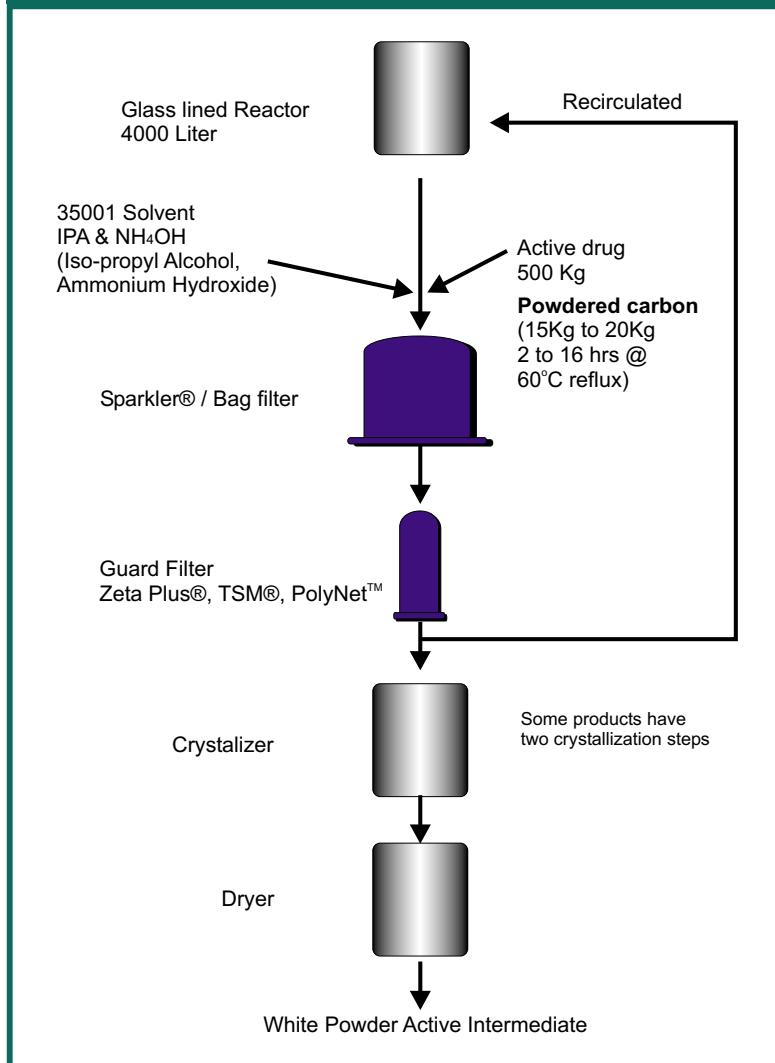 Glass lined Reactor
4000 Liter
Recirculated
35001 Solvent
IPA & NH₄OH
(Iso-propyl Alcohol,
Ammonium Hydroxide)
Active drug
500 Kg
Powdered carbon
(15Kg to 20Kg
2 to 16 hrs @
60°C reflux)
Sparkler® / Bag filter
Guard Filter
Zeta Plus®, TSM®, PolyNet™
Crystalizer
Some products have
two crystallization steps
Dryer
White Powder Active Intermediate